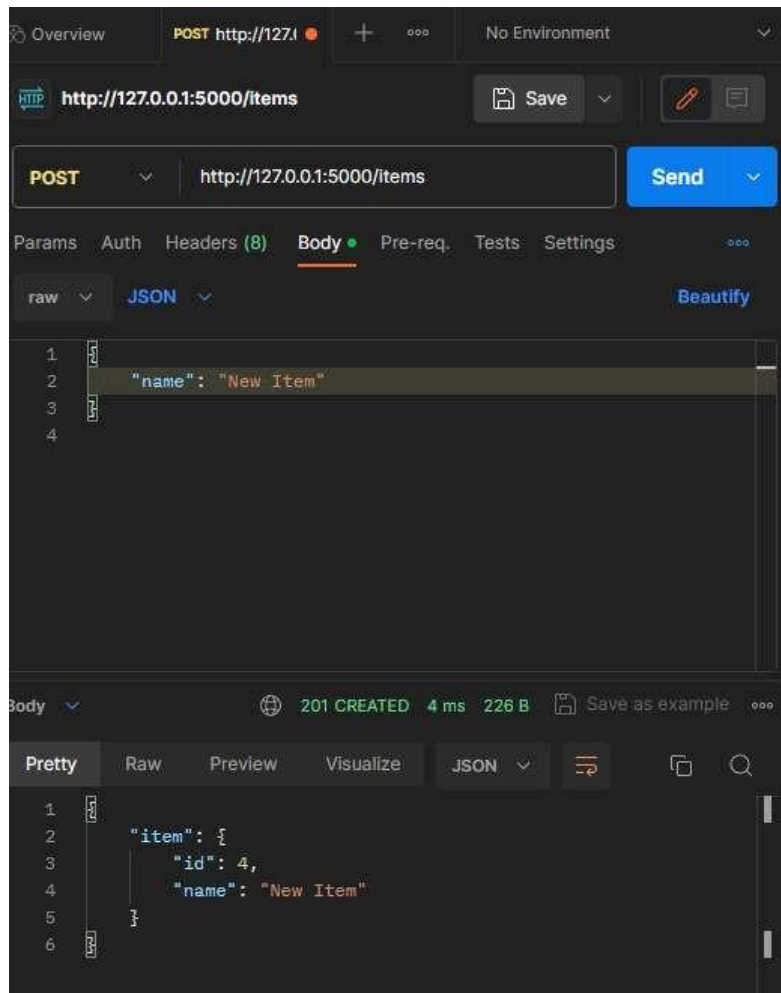 Overview POST http://127.( No Environment
HTTP http://127.0.0.1:5000/items Save
POST http://127.0.0.1:5000/items Send
Params Auth Headers (8) Body Pre-req. Tests Settings
raw JSON Beautify
1 {
2 "name": "New Item"
3 }
4
Body 201 CREATED 4 ms 226 B Save as example
Pretty Raw Preview Visualize JSON
1 {
2 "item": {
3 "id": 4,
4 "name": "New Item"
5 }
6 }